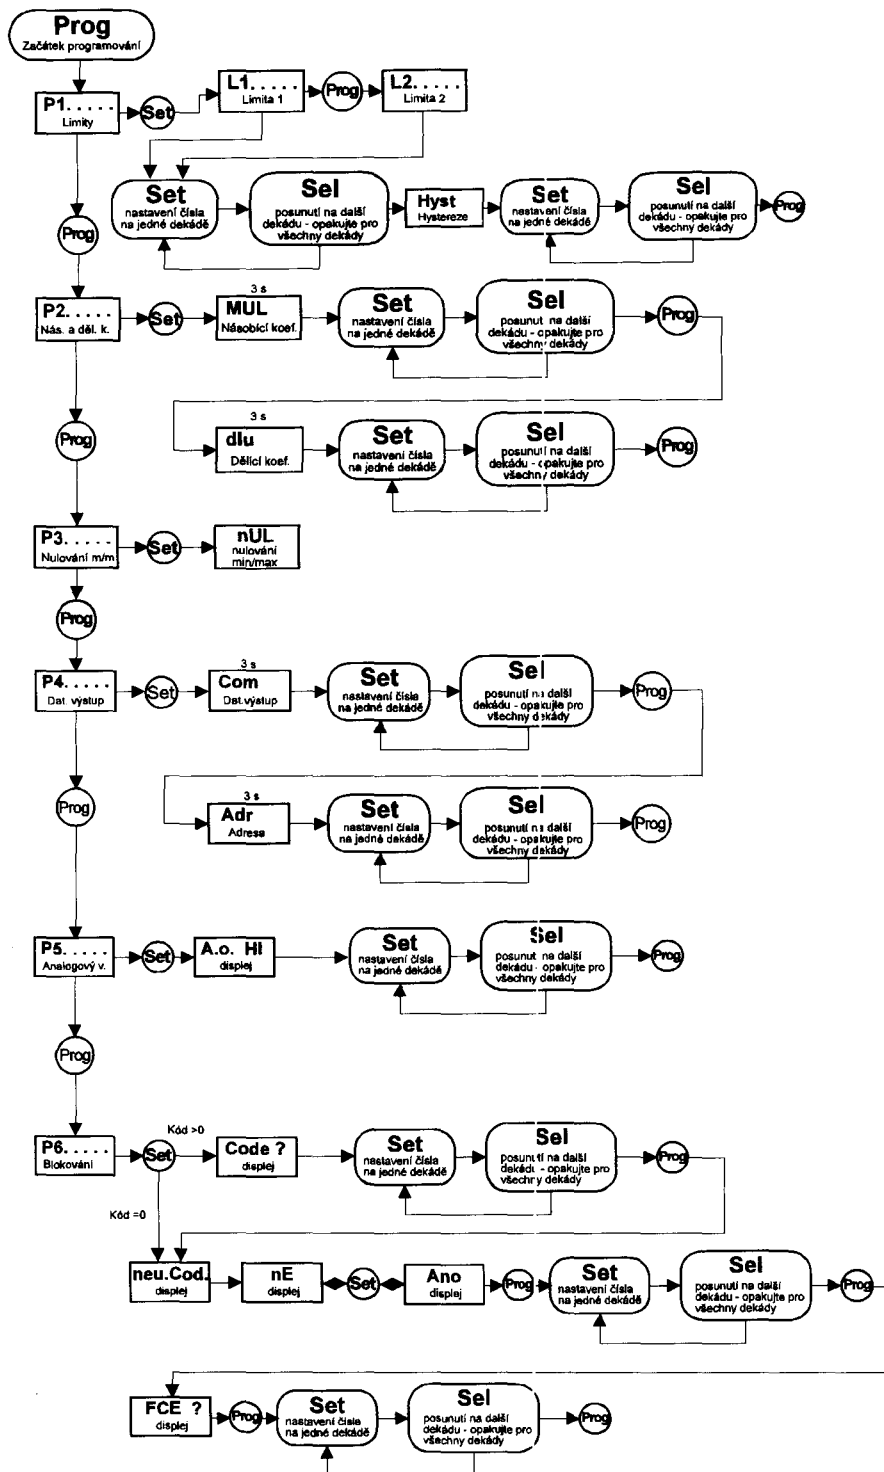 Prog
Začátek programování
P1. . . . .
Limity
Set
L1. . . . .
Limita 1
Prog
L2. . . . .
Limita 2
Set
nastavení čísla
na jedné dekádě
Sel
posunutí na další
dekádu - opakujte pro
všechny dekády
Hyst
Hystereze
Set
nastavení čísla
na jedné dekádě
Sel
posunutí na další
dekádu - opakujte pro
všechny dekády
Prog
Prog
P2. . . . .
Nás. a děl. k.
Set
3 s
MUL
Násobící koef.
Set
nastavení čísla
na jedné dekádě
Sel
posunutí na další
dekádu - opakujte pro
všechny dekády
Prog
Prog
3 s
dIu
Dělící koef.
Set
nastavení čísla
na jedné dekádě
Sel
posunutí na další
dekádu - opakujte pro
všechny dekády
Prog
P3. . . . .
Nulování m/m
Set
nUL
nulování
min/max
Prog
P4. . . . .
Dat. výstup
Set
3 s
Com
Dat.výstup
Set
nastavení čísla
na jedné dekádě
Sel
posunutí na další
dekádu - opakujte pro
všechny dekády
Prog
Prog
3 s
Adr
Adresa
Set
nastavení čísla
na jedné dekádě
Sel
posunutí na další
dekádu - opakujte pro
všechny dekády
Prog
P5. . . . .
Analogový v.
Set
A.o. HI
displej
Set
nastavení čísla
na jedné dekádě
Sel
posunutí na další
dekádu - opakujte pro
všechny dekády
Prog
Prog
P6. . . . .
Blokování
Set
Kód >0
Code ?
displej
Set
nastavení čísla
na jedné dekádě
Sel
posunutí na další
dekádu - opakujte pro
všechny dekády
Prog
Kód =0
neu.Cod.
displej
nE
displej
Set
Ano
displej
Prog
Set
nastavení čísla
na jedné dekádě
Sel
posunutí na další
dekádu - opakujte pro
všechny dekády
Prog
FCE ?
displej
Prog
Set
nastavení čísla
na jedné dekádě
Sel
posunutí na další
dekádu - opakujte pro
všechny dekády
Prog